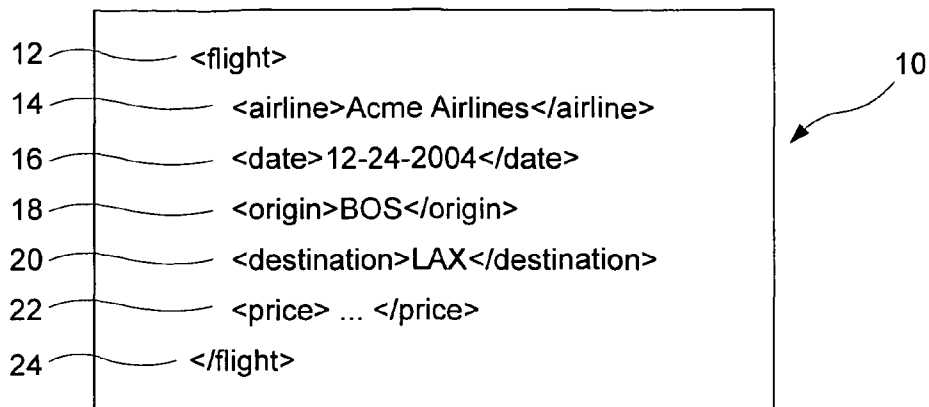 12 <flight>
10
14 <airline>Acme Airlines</airline>
16 <date>12-24-2004</date>
18 <origin>BOS</origin>
20 <destination>LAX</destination>
22 <price> ... </price>
24 </flight>